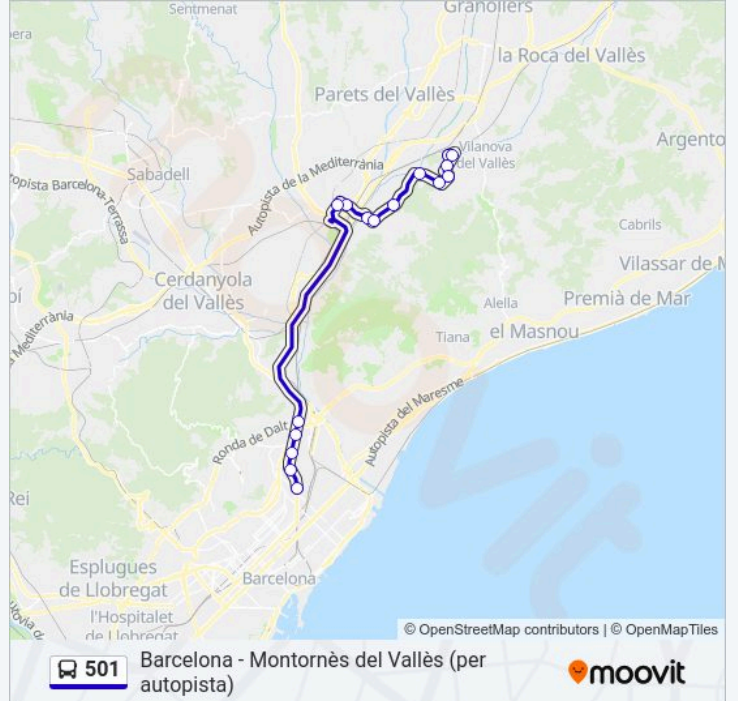 Sentmenat
Granollers
era
la Roca del Vallès
Parets del Vallès
Argento
Vilanova
del Vallès
Autopista de la Mediterrània
Sabadell
opista Barcelona-Terrassa
Cabrils
Vilassar de M
Cerdanyola
del Vallès
Alella
Premià de Mar
oí
a Mediterrània
Tiana
el Masnou
Autopista del Maresme
Ronda de Dalt
Rei
Esplugues
de Llobregat
Barcelona
l'Hospitalet
de Llobregat
© OpenStreetMap contributors | © OpenMapTiles
501
Barcelona - Montornès del Vallès (per
autopista)
moovit